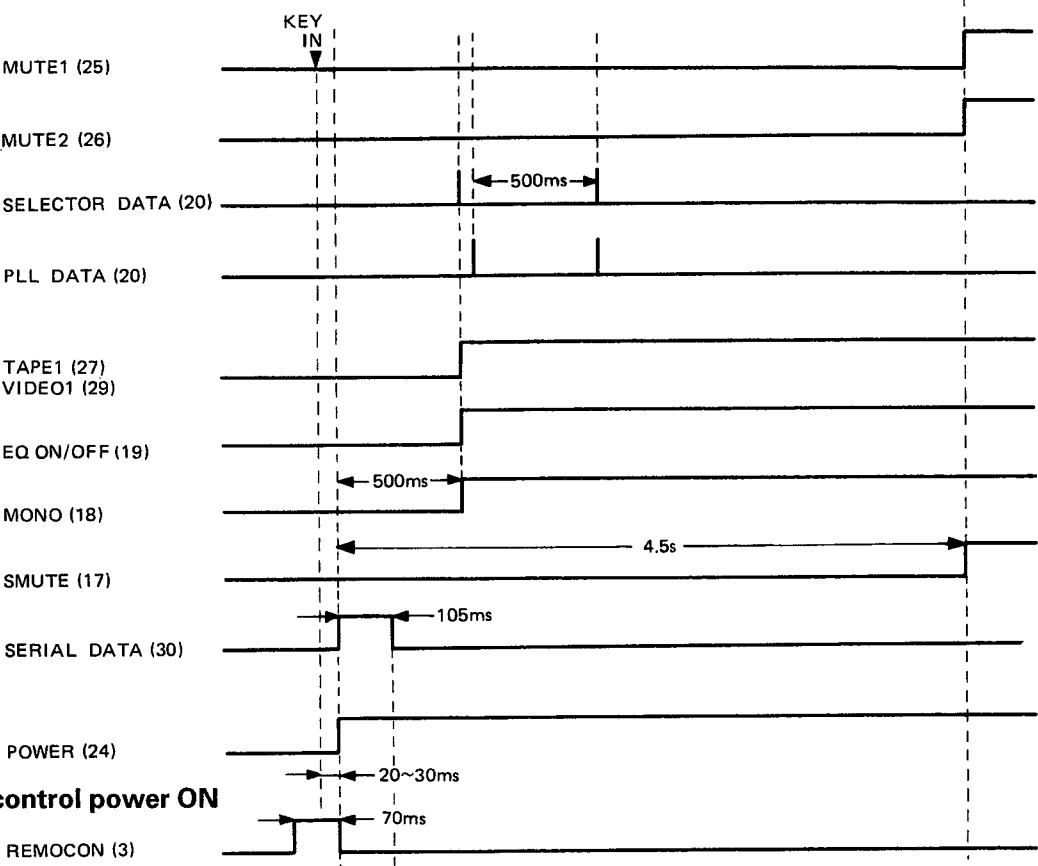 KEY
IN
MUTE1 (25)
MUTE2 (26)
500ms
SELECTOR DATA (20)
PLL DATA (20)
TAPE1 (27)
VIDEO1 (29)
EQ ON/OFF (19)
500ms
MONO (18)
4.5s
SMUTE (17)
105ms
SERIAL DATA (30)
POWER (24)
20~30ms
control power ON
70ms
REMOCON (3)